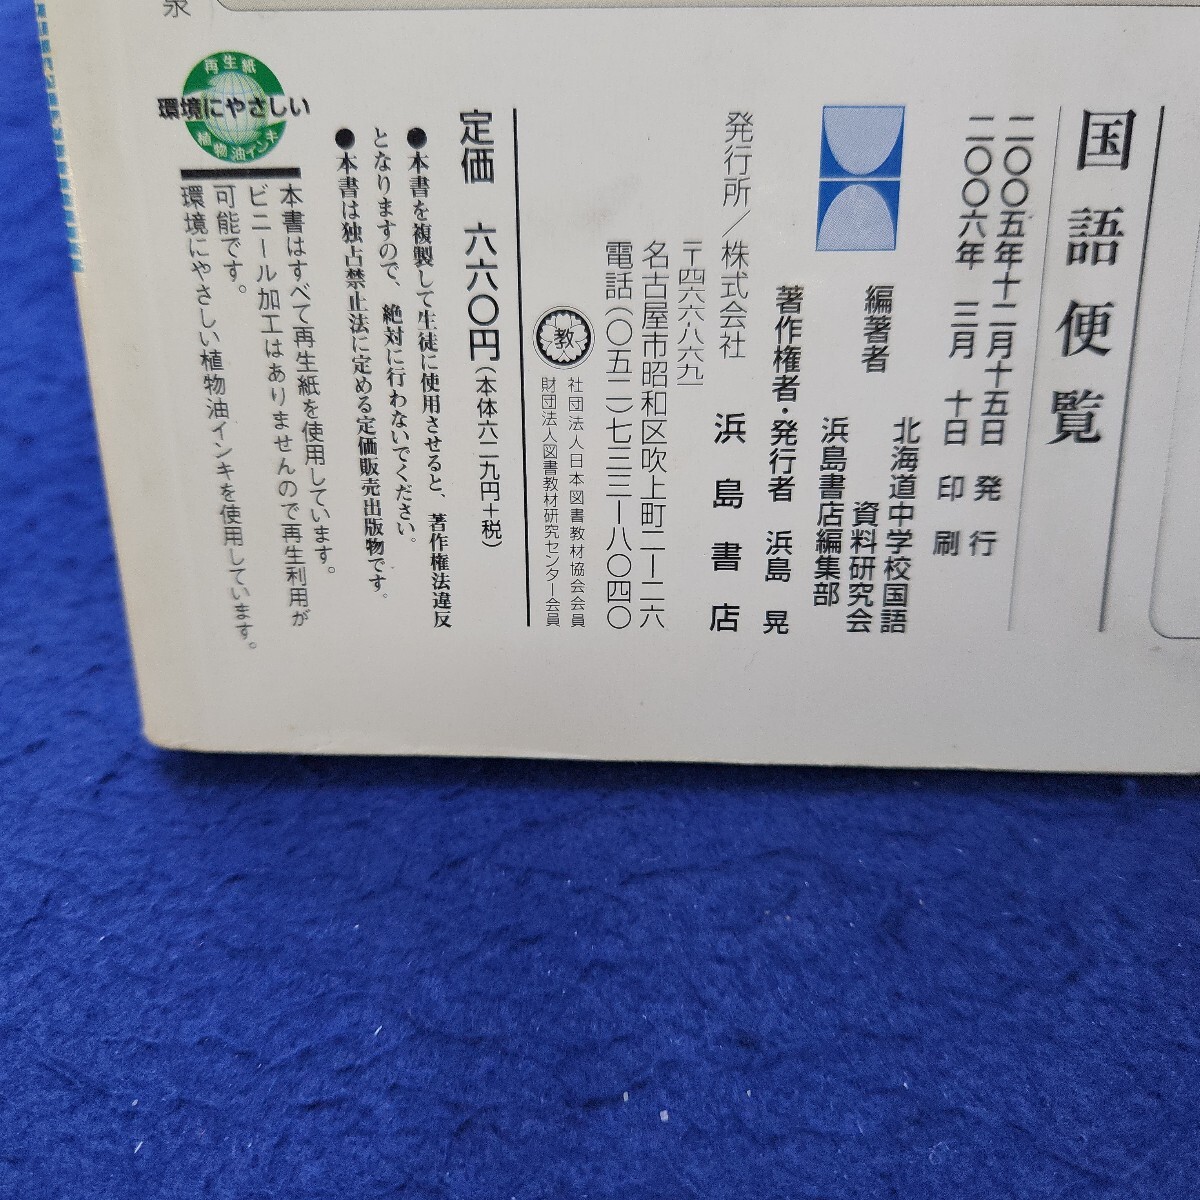 国語便覧
二〇〇五年十二月十五日 発行
二〇〇六年 三月 十日 印刷
編著者 北海道中学校国語
資料研究会
浜島書店編集部
著作権者・発行者 浜島 晃
発行所/株式会社 浜島書店
〒四六六-八六九一
名古屋市昭和区吹上町二-二六
電話(〇五二)七三三-八〇四〇
教
社団法人日本図書教材協会会員
財団法人図書教材研究センター会員
定価 六六〇円(本体六二九円+税)
●本書を複製して生徒に使用させると、著作権法違反
となりますので、絶対に行わないでください。
●本書は独占禁止法に定める定価販売出版物です。
再生紙
環境にやさしい
植物油インキ
本書はすべて再生紙を使用しています。
ビニール加工はありませんので再生利用が
可能です。
環境にやさしい植物油インキを使用しています。